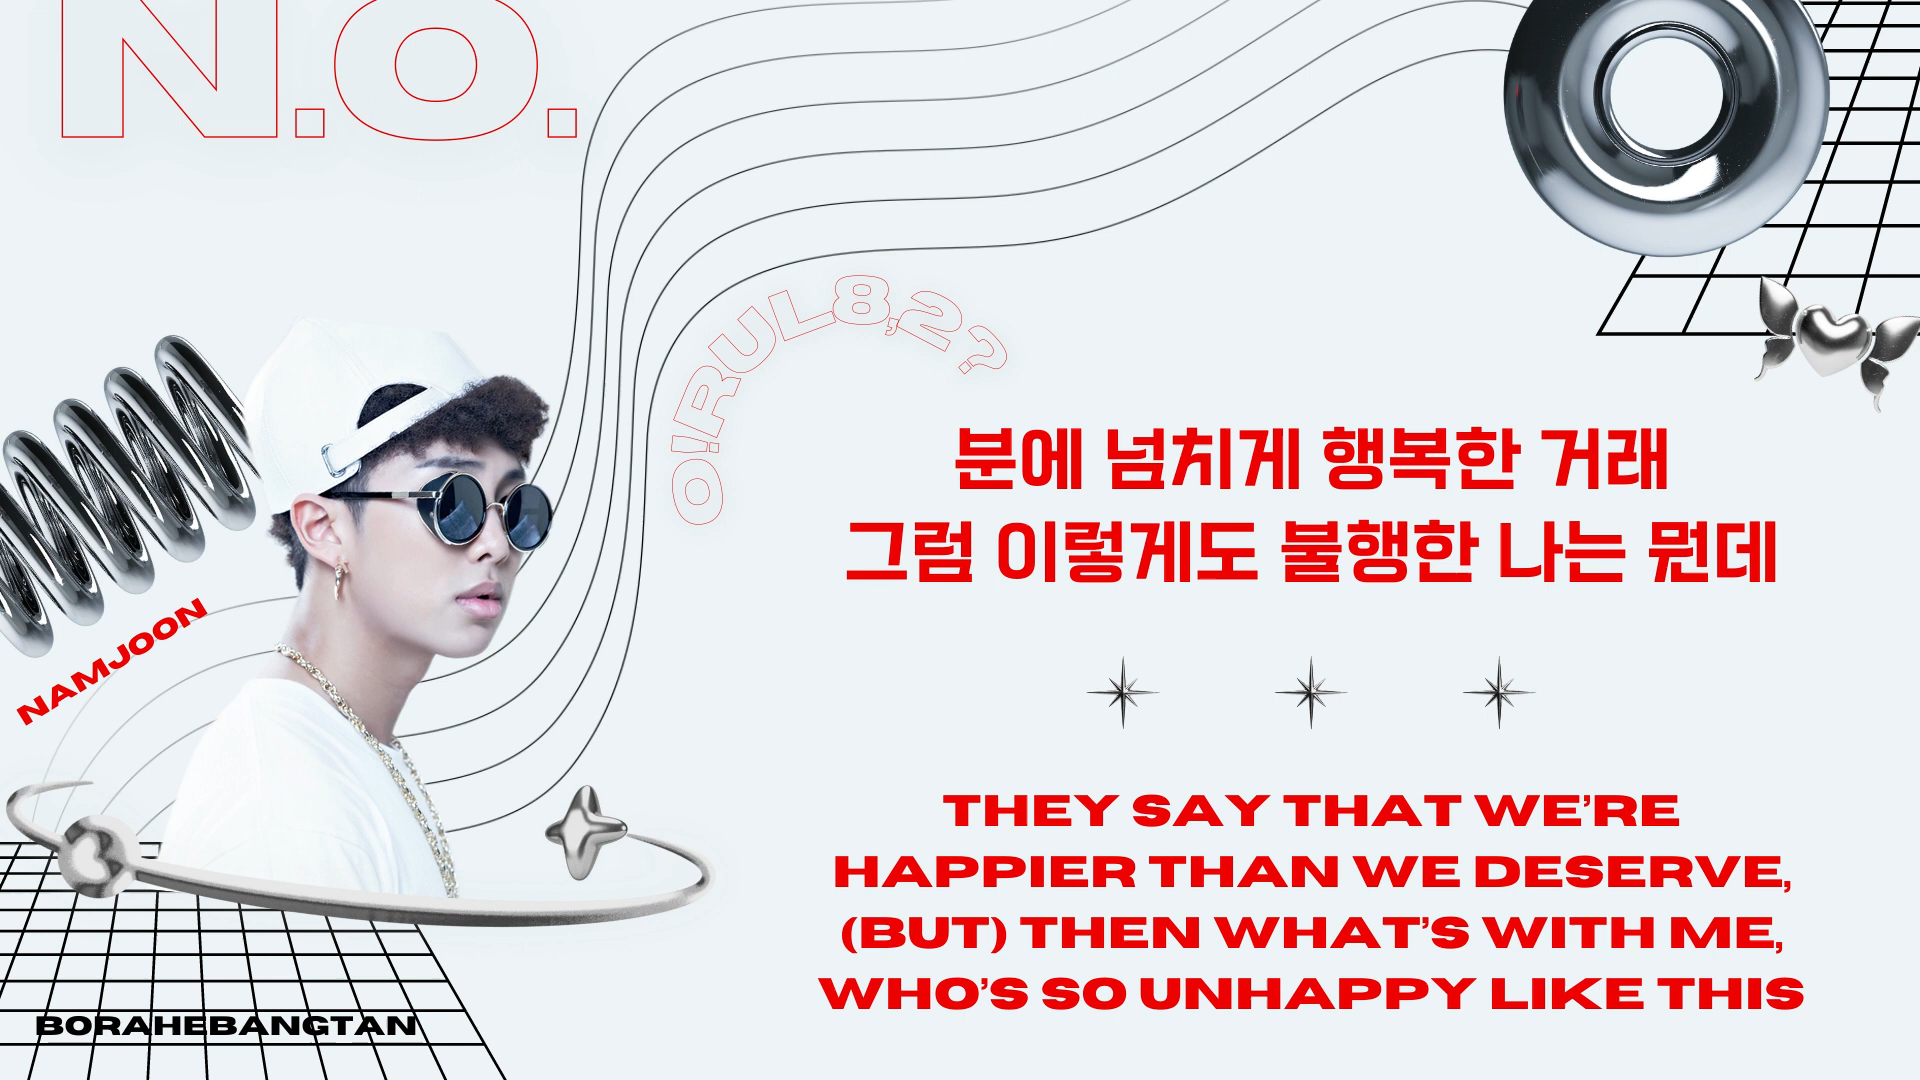 N.O.
O!RUL8,2?
분에 넘치게 행복한 거래
그럼 이렇게도 불행한 나는 뭔데
NAMJOON
THEY SAY THAT WE’RE
HAPPIER THAN WE DESERVE,
(BUT) THEN WHAT’S WITH ME,
WHO’S SO UNHAPPY LIKE THIS
BORAHEBANGTAN